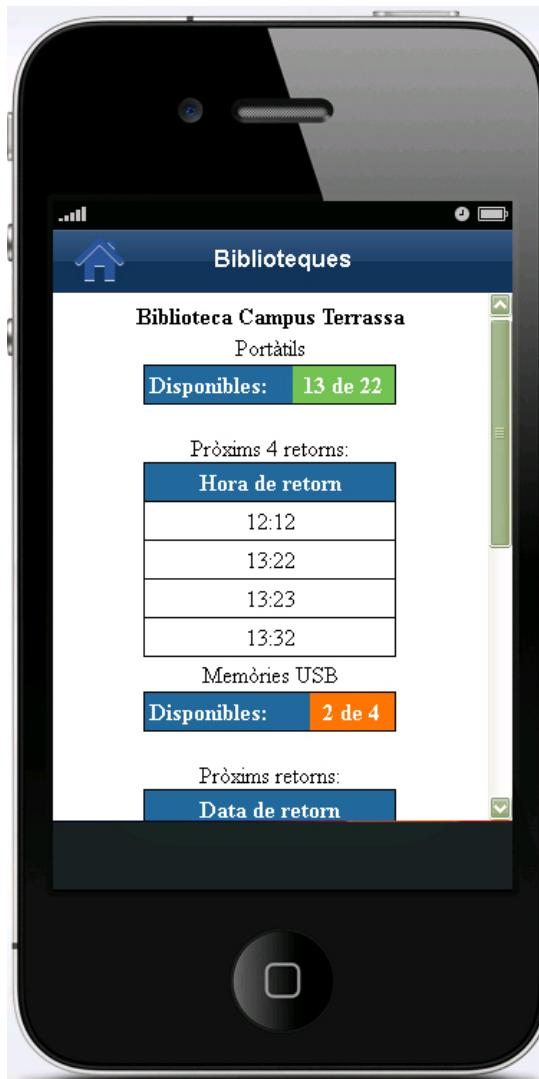 Biblioteques
Biblioteca Campus Terrassa
Portàtils
Disponibles: 13 de 22
Pròxims 4 retorns:
Hora de retorn
12:12
13:22
13:23
13:32
Memòries USB
Disponibles: 2 de 4
Pròxims retorns:
Data de retorn